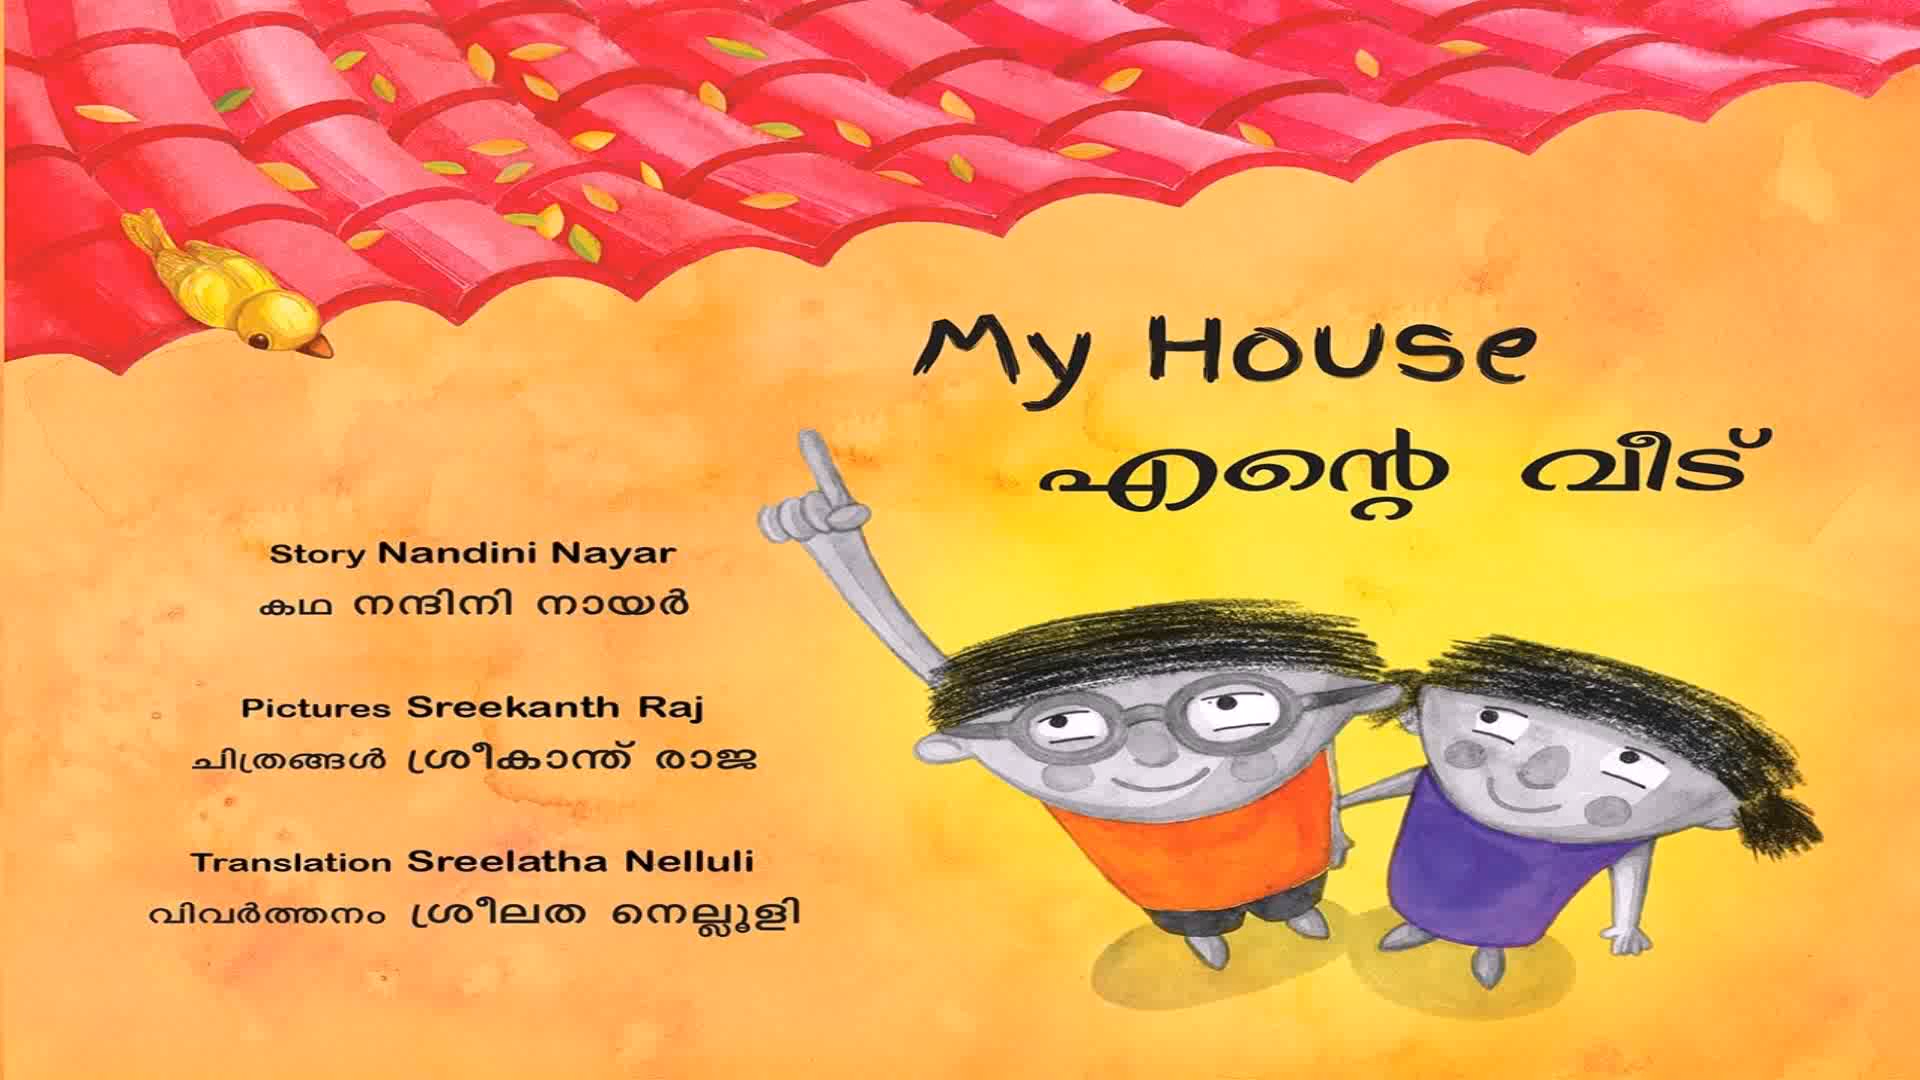 My House
എന്റെ വീട്
Story Nandini Nayar
കഥ നന്ദിനി നായർ
Pictures Sreekanth Raj
ചിത്രങ്ങൾ ശ്രീകാന്ത് രാജ
Translation Sreelatha Nelluli
വിവർത്തനം ശ്രീലത നെല്ലൂളി